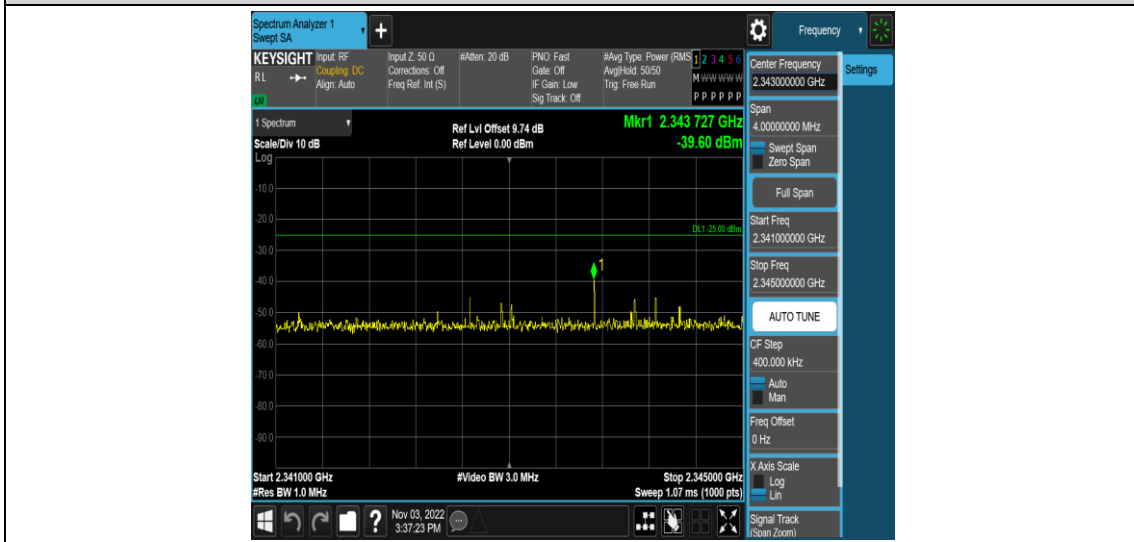 Spectrum Analyzer 1
Swept SA
+
Frequency
KEYSIGHT
RL
LXI
Input: RF
Coupling: DC
Align: Auto
Input Z: 50 Ω
Corrections: Off
Freq Ref: Int (S)
#Atten: 20 dB
PNO: Fast
Gate: Off
IF Gain: Low
Sig Track: Off
#Avg Type: Power (RMS
Avg|Hold: 50/50
Trig: Free Run
1 2 3 4 5 6
M W W W W W
P P P P P P
1 Spectrum
Scale/Div 10 dB
Ref Lvl Offset 9.74 dB
Ref Level 0.00 dBm
Mkr1 2.343 727 GHz
-39.60 dBm
Log
-10.0
-20.0
DL1 -25.00 dBm
-30.0
1
-40.0
-50.0
-60.0
-70.0
-80.0
-90.0
Start 2.341000 GHz
#Res BW 1.0 MHz
#Video BW 3.0 MHz
Stop 2.345000 GHz
Sweep 1.07 ms (1000 pts)
?
Nov 03, 2022
3:37:23 PM
Center Frequency
2.343000000 GHz
Settings
Span
4.00000000 MHz
Swept Span
Zero Span
Full Span
Start Freq
2.341000000 GHz
Stop Freq
2.345000000 GHz
AUTO TUNE
CF Step
400.000 kHz
Auto
Man
Freq Offset
0 Hz
X Axis Scale
Log
Lin
Signal Track
(Span Zoom)